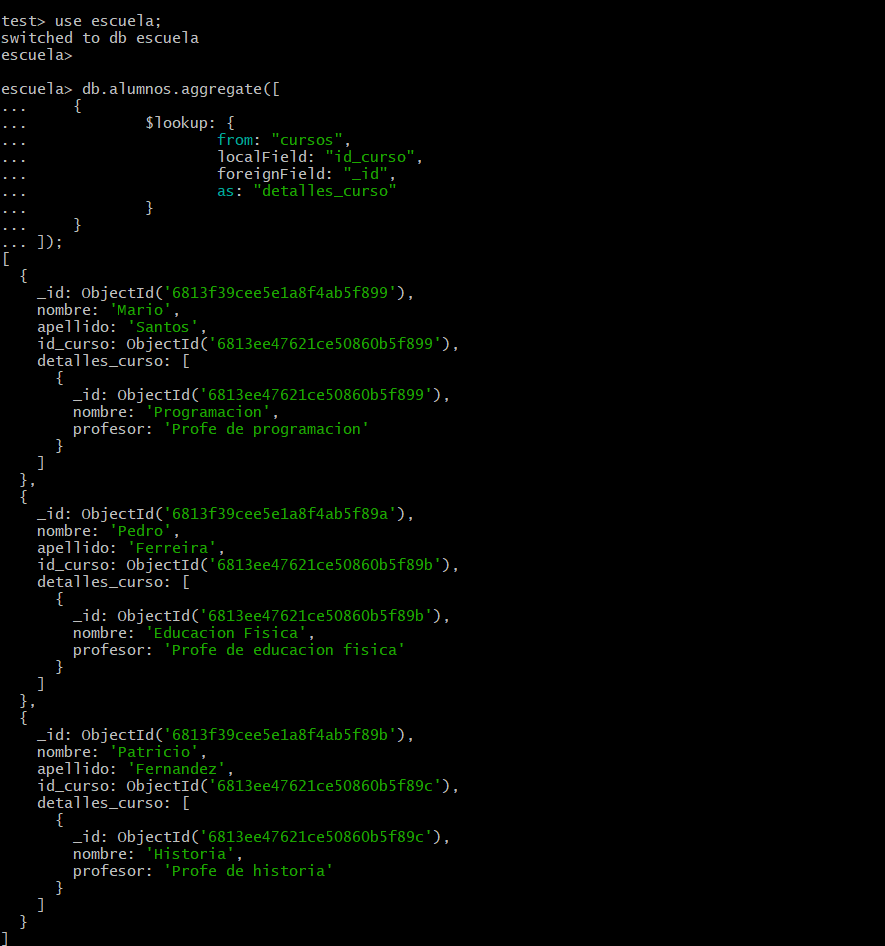 test> use escuela;
switched to db escuela
escuela>
escuela> db.alumnos.aggregate([
...     {
...             $lookup: {
...                     from: "cursos",
...                     localField: "id_curso",
...                     foreignField: "_id",
...                     as: "detalles_curso"
...             }
...     }
... ]);
[
  {
    _id: ObjectId('6813f39cee5e1a8f4ab5f899'),
    nombre: 'Mario',
    apellido: 'Santos',
    id_curso: ObjectId('6813ee47621ce50860b5f899'),
    detalles_curso: [
      {
        _id: ObjectId('6813ee47621ce50860b5f899'),
        nombre: 'Programacion',
        profesor: 'Profe de programacion'
      }
    ]
  },
  {
    _id: ObjectId('6813f39cee5e1a8f4ab5f89a'),
    nombre: 'Pedro',
    apellido: 'Ferreira',
    id_curso: ObjectId('6813ee47621ce50860b5f89b'),
    detalles_curso: [
      {
        _id: ObjectId('6813ee47621ce50860b5f89b'),
        nombre: 'Educacion Fisica',
        profesor: 'Profe de educacion fisica'
      }
    ]
  },
  {
    _id: ObjectId('6813f39cee5e1a8f4ab5f89b'),
    nombre: 'Patricio',
    apellido: 'Fernandez',
    id_curso: ObjectId('6813ee47621ce50860b5f89c'),
    detalles_curso: [
      {
        _id: ObjectId('6813ee47621ce50860b5f89c'),
        nombre: 'Historia',
        profesor: 'Profe de historia'
      }
    ]
  }
]